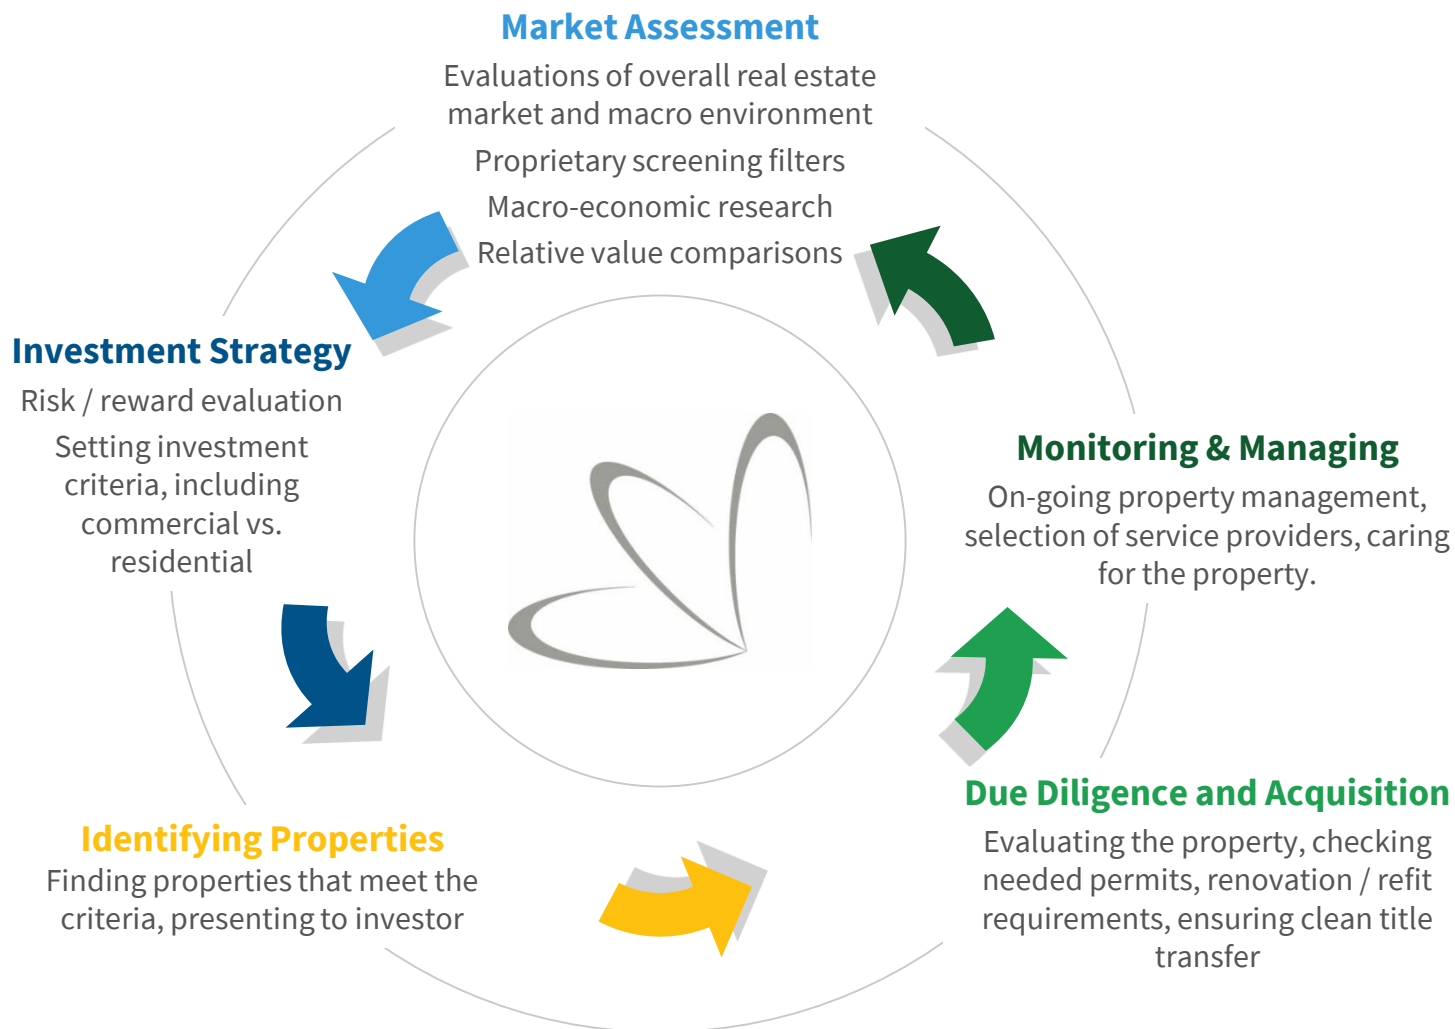 Market Assessment
Evaluations of overall real estate
market and macro environment
Proprietary screening filters
Macro-economic research
Relative value comparisons
Investment Strategy
Risk / reward evaluation
Setting investment
criteria, including
commercial vs.
residential
Identifying Properties
Finding properties that meet the
criteria, presenting to investor
Due Diligence and Acquisition
Evaluating the property, checking
needed permits, renovation / refit
requirements, ensuring clean title
transfer
Monitoring & Managing
On-going property management,
selection of service providers, caring
for the property.